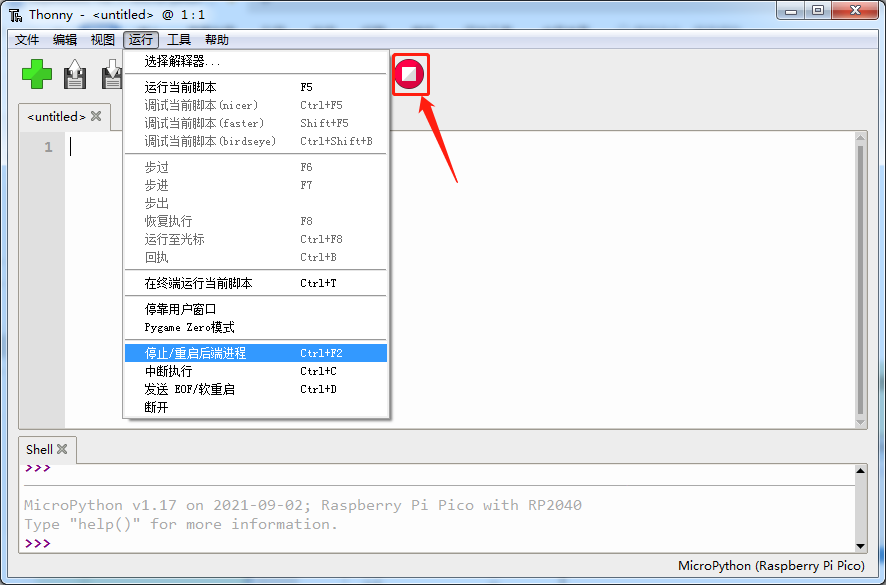 Thonny - <untitled> @ 1:1
文件 编辑 视图 运行 工具 帮助
<untitled>
1
选择解释器...
运行当前脚本 F5
调试当前脚本(nicer) Ctrl+F5
调试当前脚本(faster) Shift+F5
调试当前脚本(birdseye) Ctrl+Shift+B
步过 F6
步进 F7
步出
恢复执行 F8
运行至光标 Ctrl+F8
回执 Ctrl+B
在终端运行当前脚本 Ctrl+T
停靠用户窗口
Pygame Zero模式
停止/重启后端进程 Ctrl+F2
中断执行 Ctrl+C
发送 EOF/软重启 Ctrl+D
断开
Shell
>>>
MicroPython v1.17 on 2021-09-02; Raspberry Pi Pico with RP2040
Type "help()" for more information.
>>>
MicroPython (Raspberry Pi Pico)